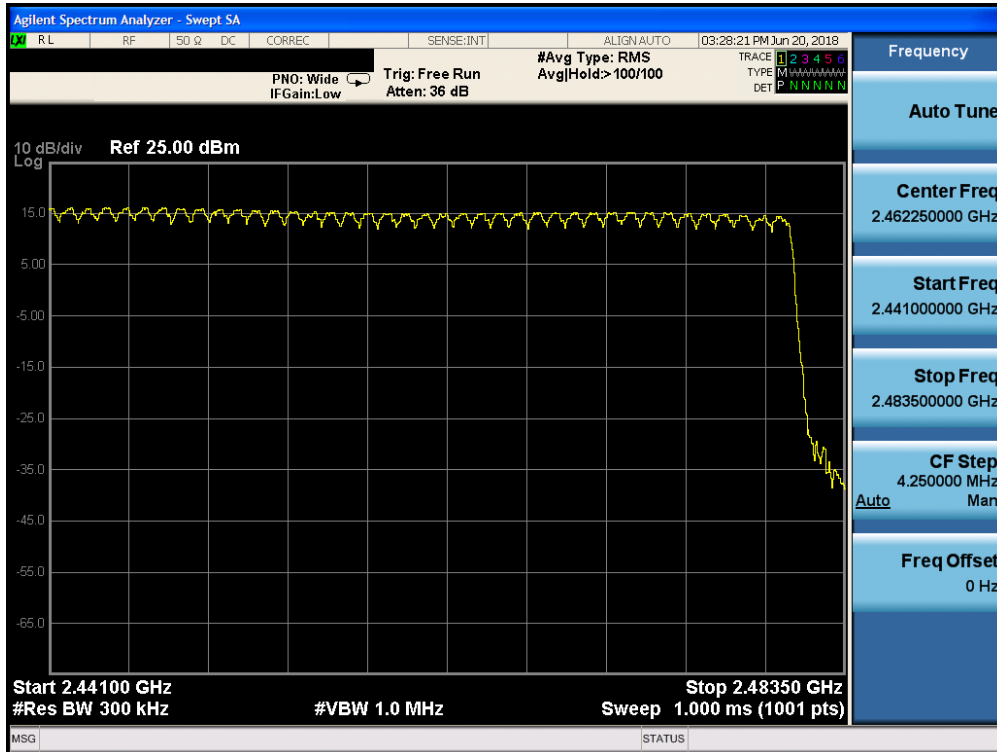 Agilent Spectrum Analyzer - Swept SA
LXI RL RF 50 Ω DC CORREC SENSE:INT ALIGN AUTO 03:28:21 PM Jun 20, 2018
PNO: Wide
IFGain:Low
Trig: Free Run
Atten: 36 dB
#Avg Type: RMS
Avg|Hold:> 100/100
TRACE 1 2 3 4 5 6
TYPE M
DET P N N N N N
10 dB/div
Log
Ref 25.00 dBm
15.0
5.00
-5.00
-15.0
-25.0
-35.0
-45.0
-55.0
-65.0
Start 2.44100 GHz
Stop 2.48350 GHz
#Res BW 300 kHz
#VBW 1.0 MHz
Sweep 1.000 ms (1001 pts)
MSG
STATUS
Frequency
Auto Tune
Center Freq
2.462250000 GHz
Start Freq
2.441000000 GHz
Stop Freq
2.483500000 GHz
CF Step
4.250000 MHz
Auto Man
Freq Offset
0 Hz